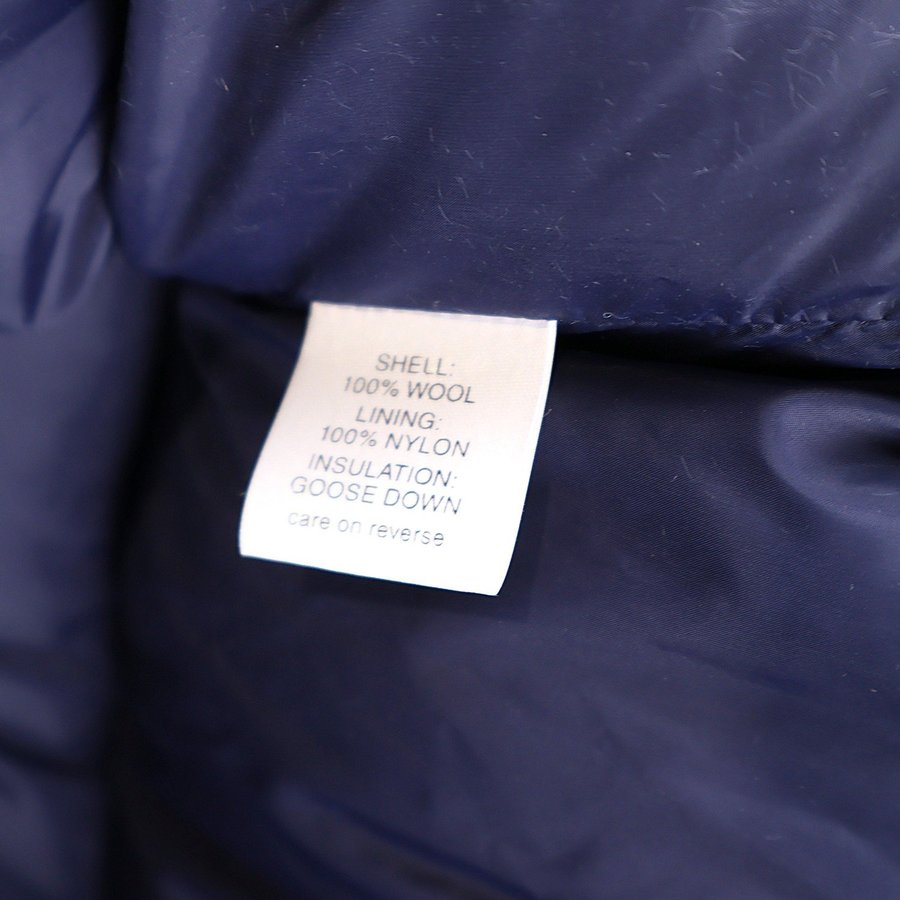 SHELL:
100% WOOL
LINING:
100% NYLON
INSULATION:
GOOSE DOWN
care on reverse